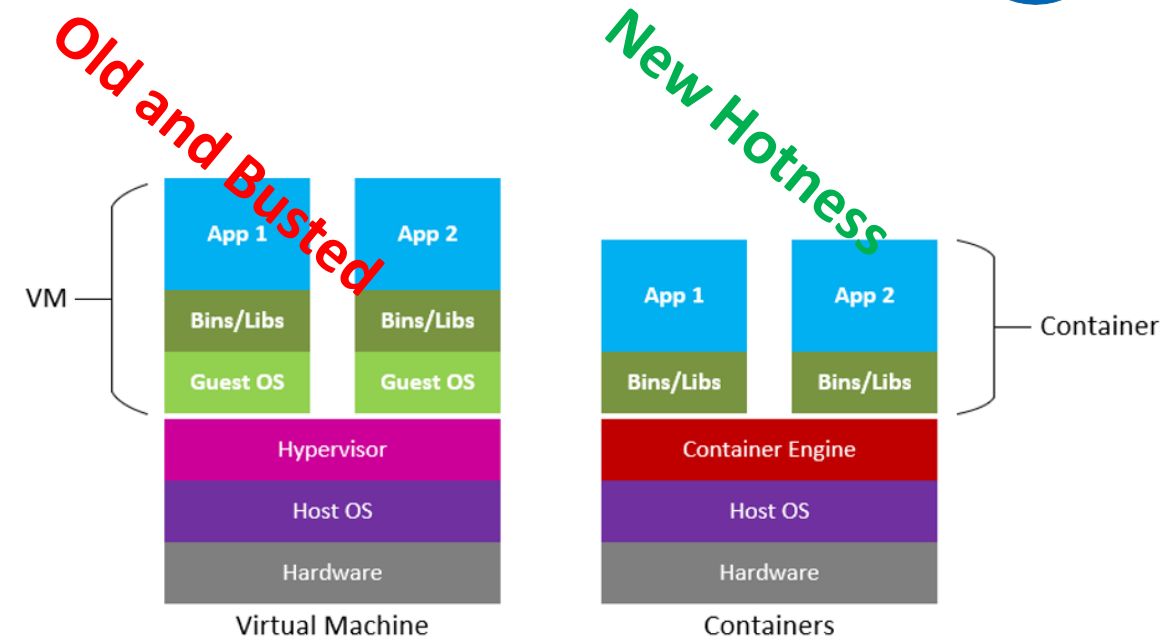 Old and Busted
New Hotness
VM
App 1
App 2
Bins/Libs
Bins/Libs
Guest OS
Guest OS
Hypervisor
Host OS
Hardware
Virtual Machine
App 1
App 2
Bins/Libs
Bins/Libs
Container
Container Engine
Host OS
Hardware
Containers